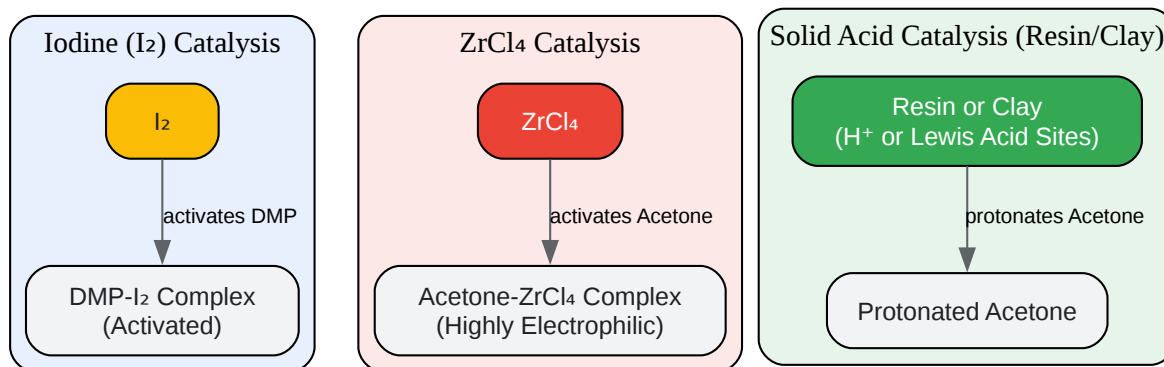 Iodine (I₂) Catalysis
I₂
activates DMP
DMP-I₂ Complex
(Activated)
ZrCl₄ Catalysis
ZrCl₄
activates Acetone
Acetone-ZrCl₄ Complex
(Highly Electrophilic)
Solid Acid Catalysis (Resin/Clay)
Resin or Clay
(H⁺ or Lewis Acid Sites)
protonates Acetone
Protonated Acetone